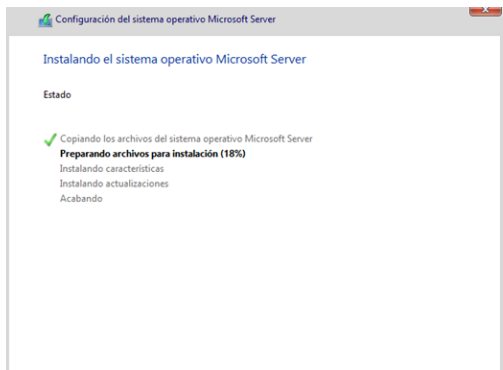 Configuración del sistema operativo Microsoft Server
Instalando el sistema operativo Microsoft Server
Estado
Copiando los archivos del sistema operativo Microsoft Server
Preparando archivos para instalación (18%)
Instalando características
Instalando actualizaciones
Acabando